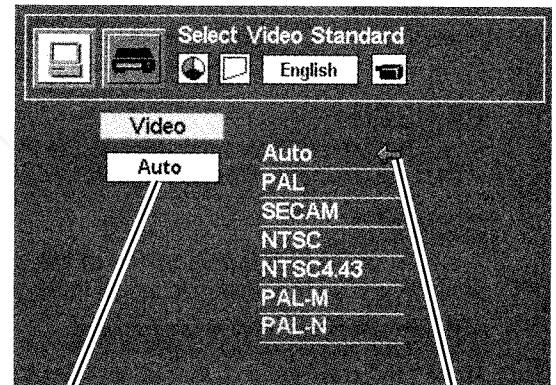 Select Video Standard
English
Video
Auto
Auto
PAL
SECAM
NTSC
NTSC4.43
PAL-M
PAL-N